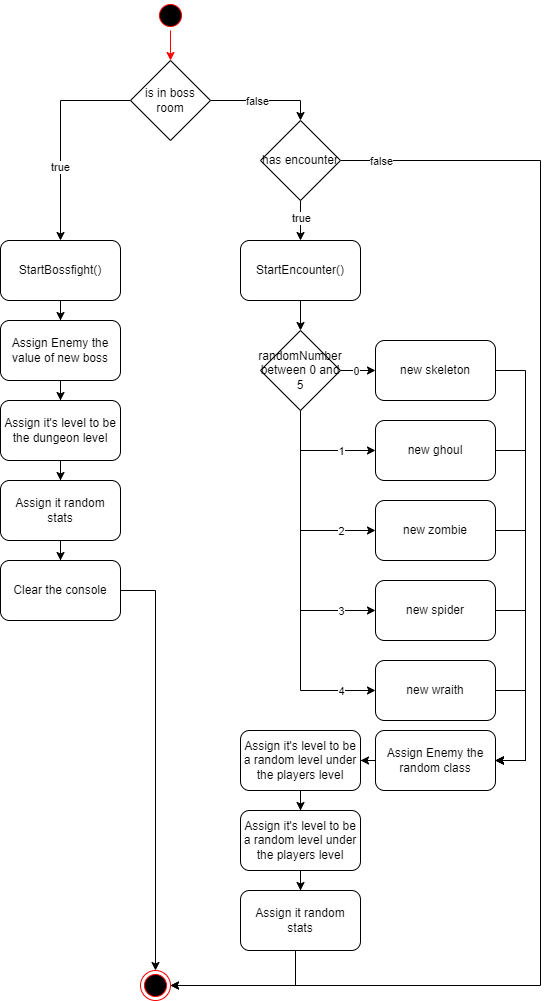 is in boss
room
false
has encounter
false
true
true
StartBossfight()
StartEncounter()
Assign Enemy the
value of new boss
randomNumber
between 0 and
5
0
new skeleton
Assign it's level to be
the dungeon level
1
new ghoul
Assign it random
stats
2
new zombie
Clear the console
3
new spider
4
new wraith
Assign it's level to be
a random level under
the players level
Assign Enemy the
random class
Assign it's level to be
a random level under
the players level
Assign it random
stats